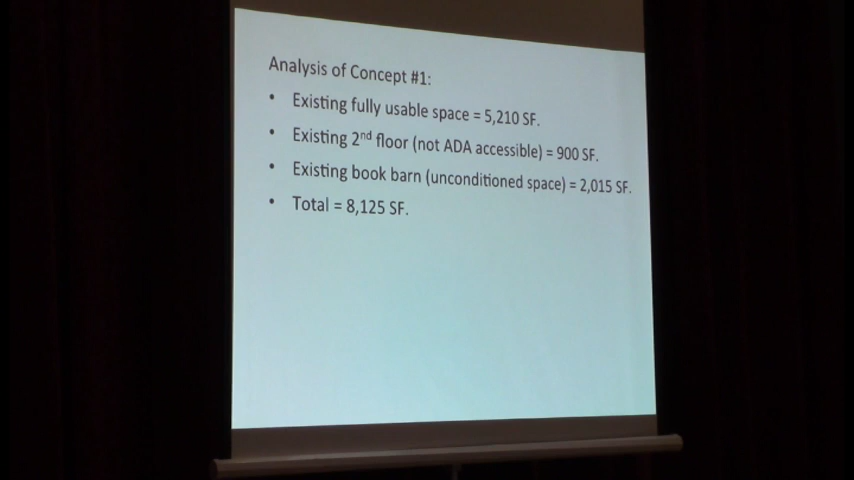 Analysis of Concept #1:
• Existing fully usable space = 5,210 SF.
• Existing 2nd floor (not ADA accessible) = 900 SF.
• Existing book barn (unconditioned space) = 2,015 SF.
• Total = 8,125 SF.